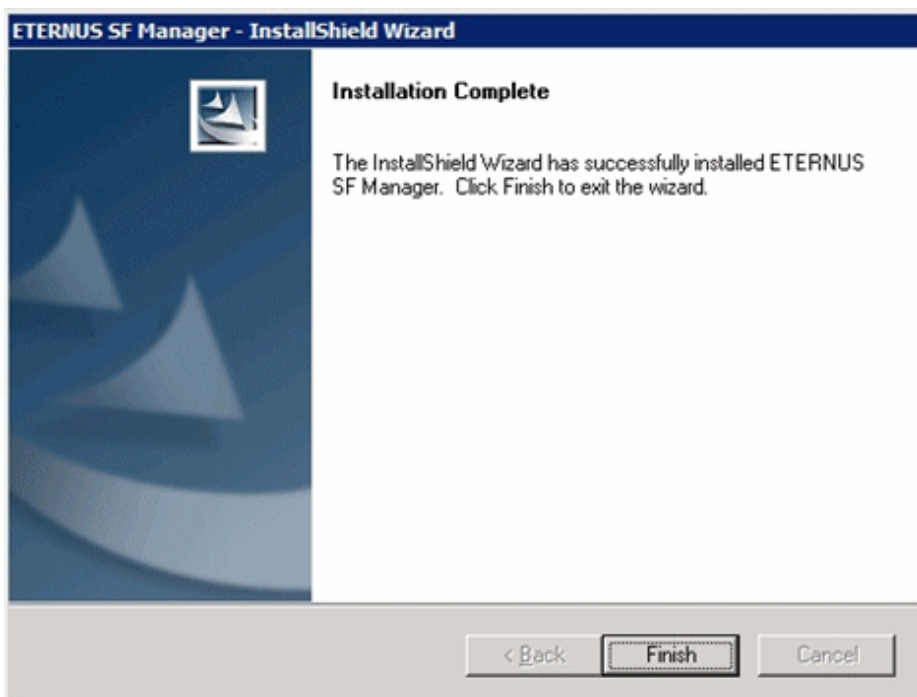 ETERNUS SF Manager - InstallShield Wizard
Installation Complete
The InstallShield Wizard has successfully installed ETERNUS
SF Manager. Click Finish to exit the wizard.
< Back
Finish
Cancel